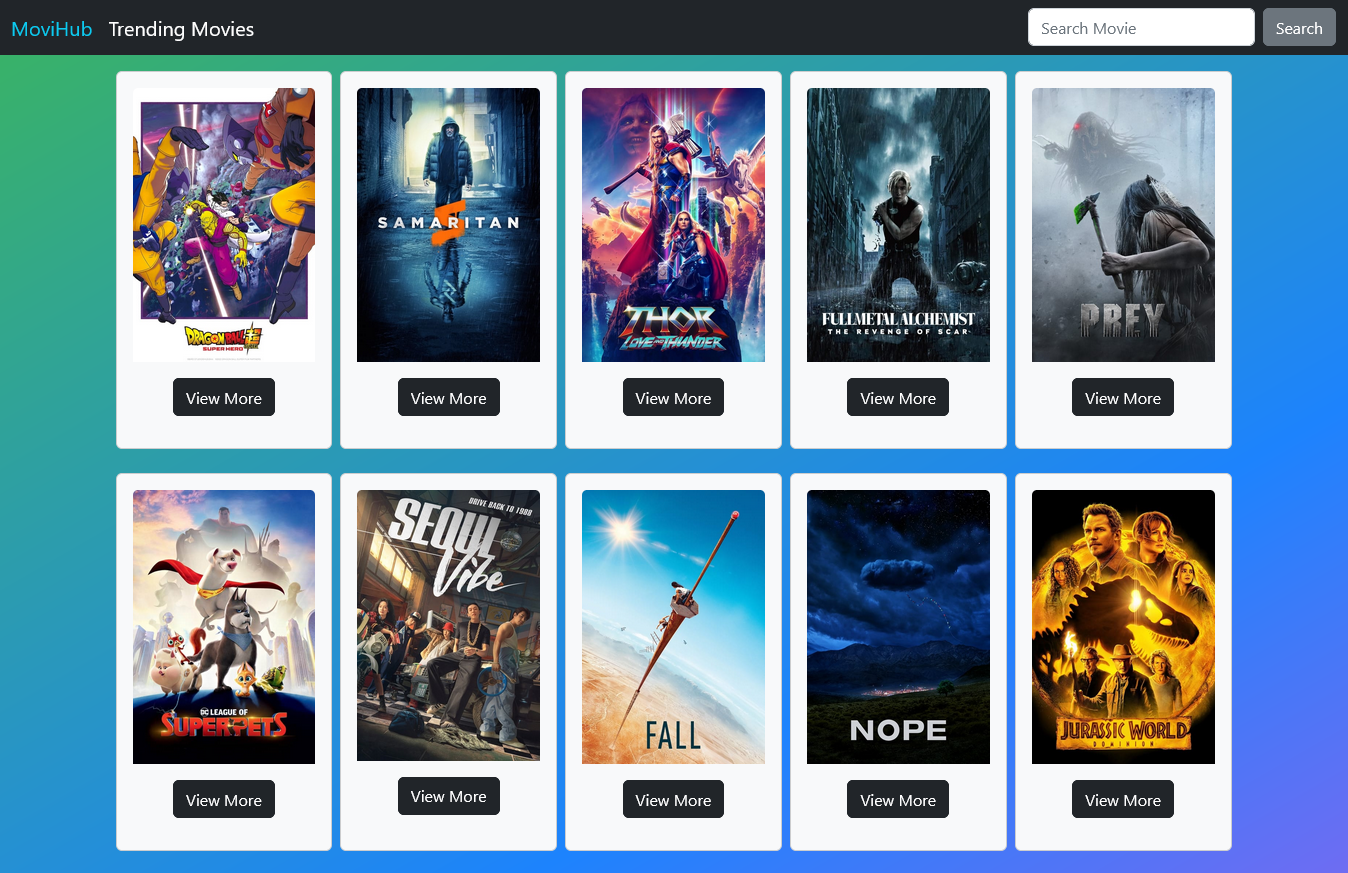 MoviHub Trending Movies Search Movie Search
DRAGON BALL
SUPER HERO
SAMARITAN
THOR
LOVE AND THUNDER
FULLMETAL ALCHEMIST
THE REVENGE OF SCAR
PREY
View More View More View More View More View More
DC LEAGUE OF
SUPER-PETS
DRIVE BACK TO 1988
SEOUL
Vibe
FALL
NOPE
JURASSIC WORLD
DOMINION
View More View More View More View More View More